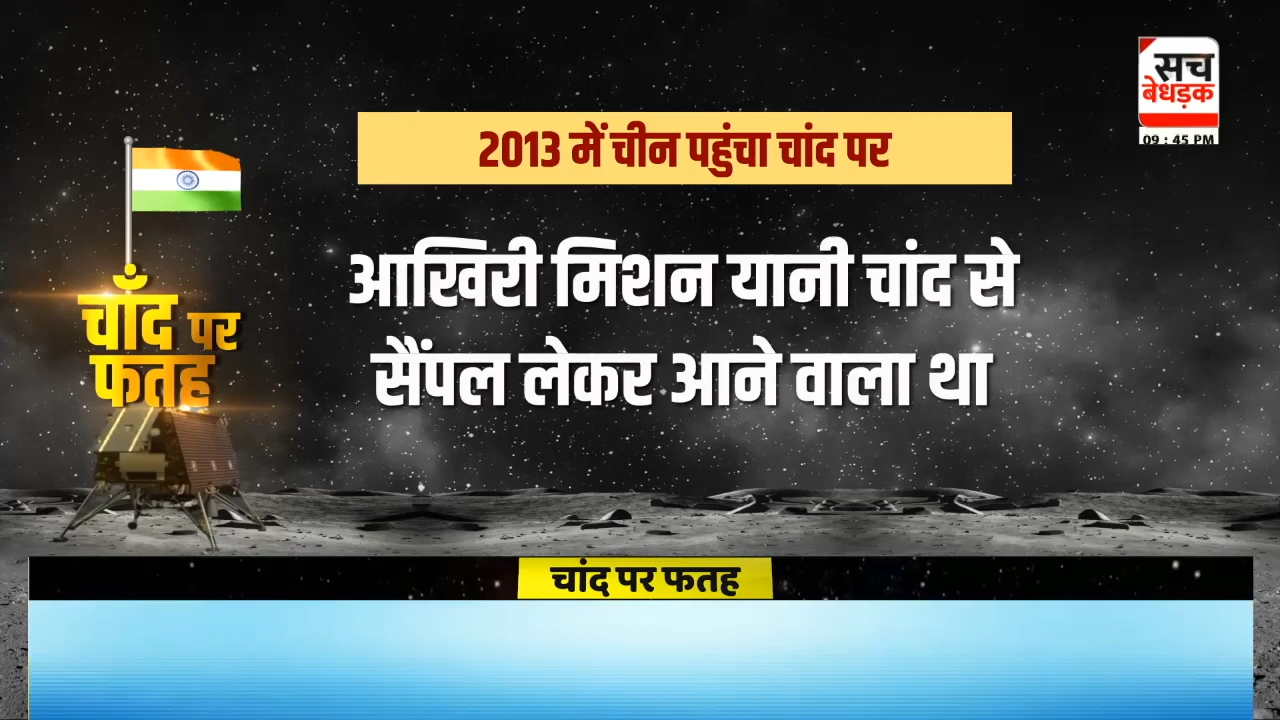 सच
बेधड़क
09 : 45 PM
2013 में चीन पहुंचा चांद पर
आखिरी मिशन यानी चांद से
सैंपल लेकर आने वाला था
चाँद पर
फतह
चांद पर फतह